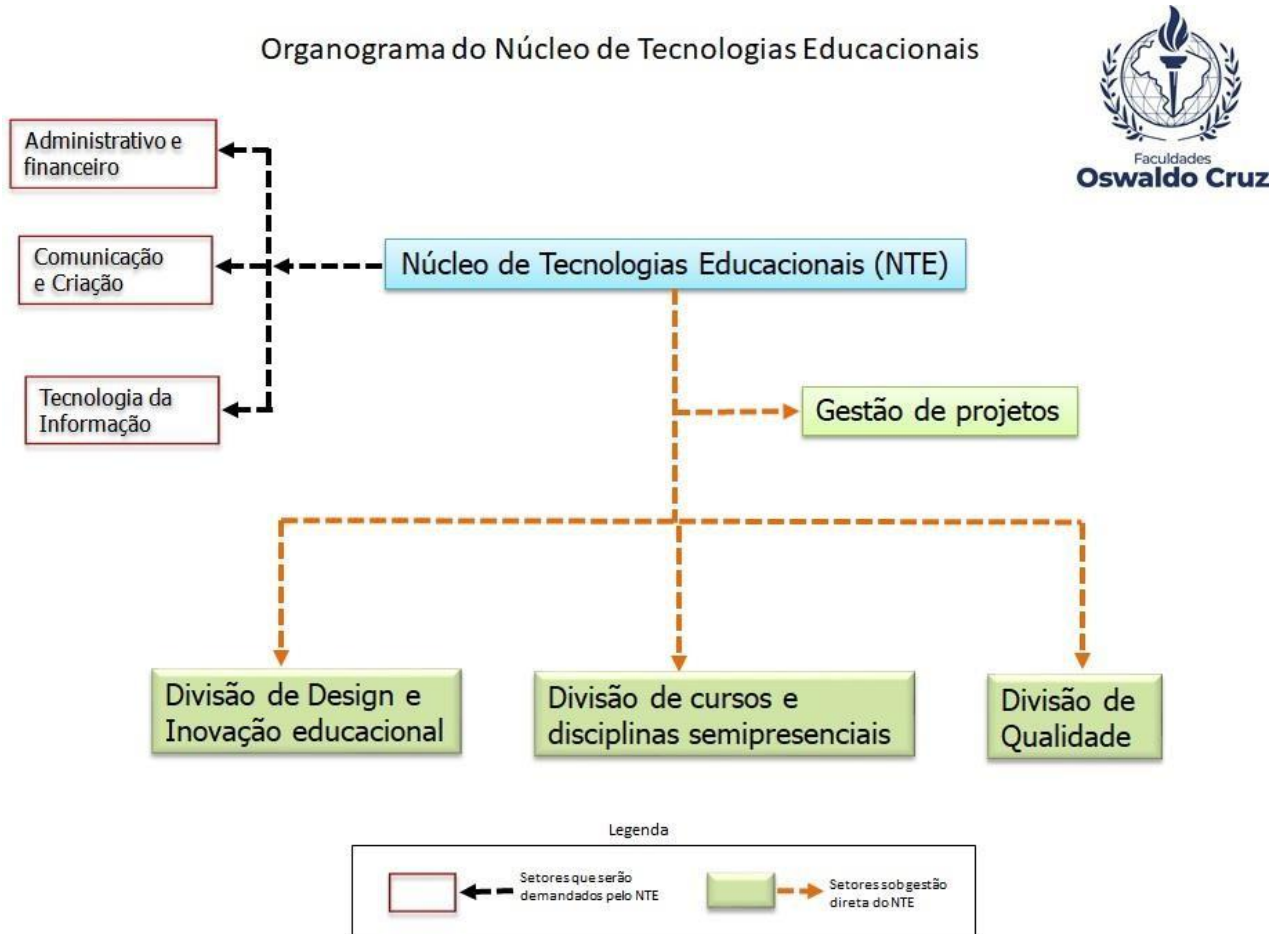 Organograma do Núcleo de Tecnologias Educacionais
Faculdades
Oswaldo Cruz
Administrativo e
financeiro
Comunicação
e Criação
Núcleo de Tecnologias Educacionais (NTE)
Tecnologia da
Informação
Gestão de projetos
Divisão de Design e
Inovação educacional
Divisão de cursos e
disciplinas semipresenciais
Divisão de
Qualidade
Legenda
Setores que serão
demandados pelo NTE
Setores sob gestão
direta do NTE